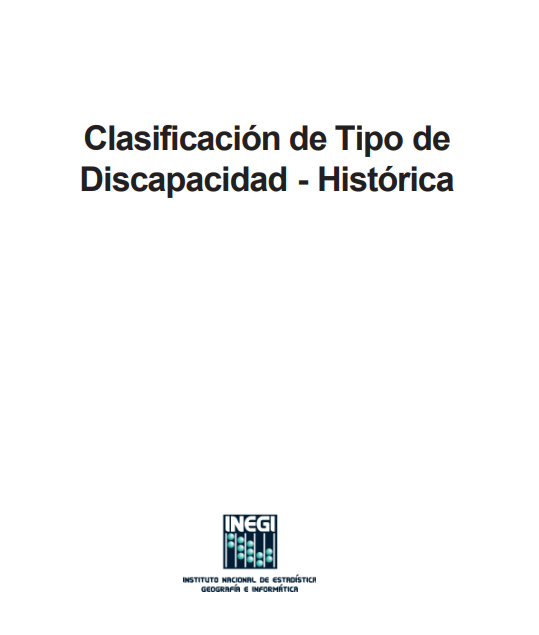 Clasificación de Tipo de
Discapacidad - Histórica
INEGI
INSTITUTO NACIONAL DE ESTADÍSTICA
GEOGRAFÍA E INFORMÁTICA